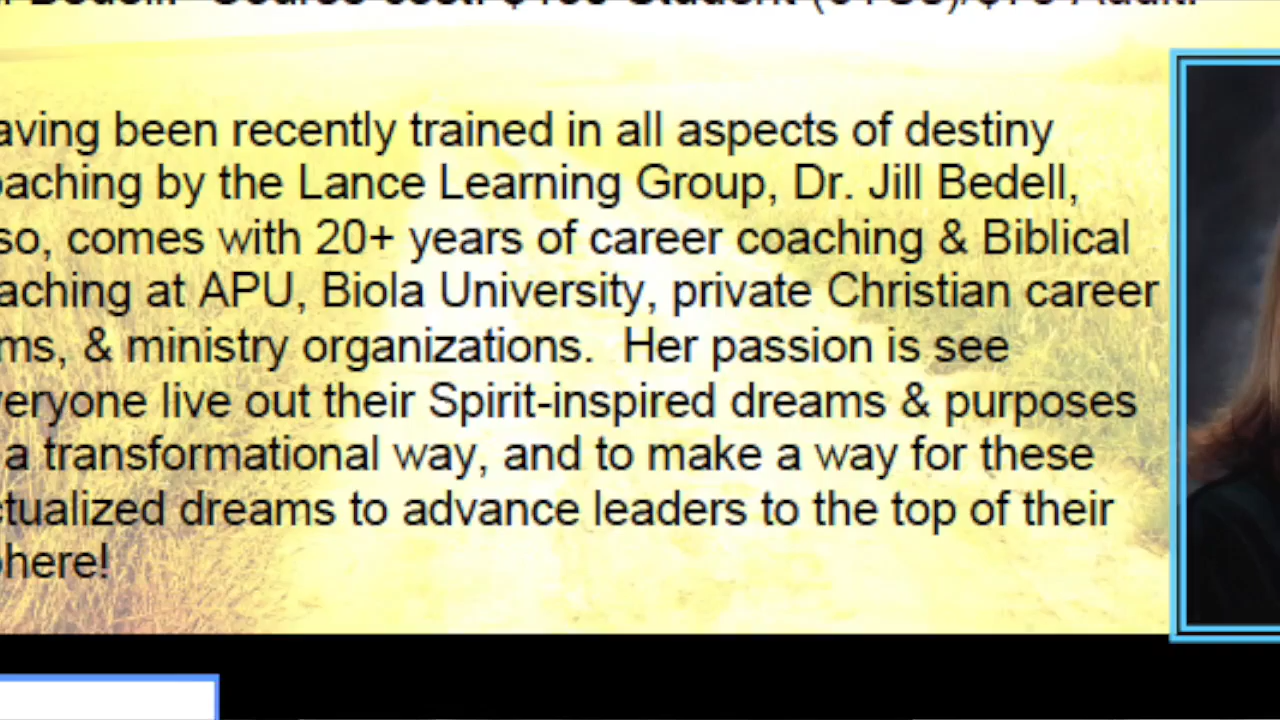 aving been recently trained in all aspects of destiny
oaching by the Lance Learning Group, Dr. Jill Bedell,
so, comes with 20+ years of career coaching & Biblical
aching at APU, Biola University, private Christian career
ms, & ministry organizations.  Her passion is see
veryone live out their Spirit-inspired dreams & purposes
a transformational way, and to make a way for these
ctualized dreams to advance leaders to the top of their
here!